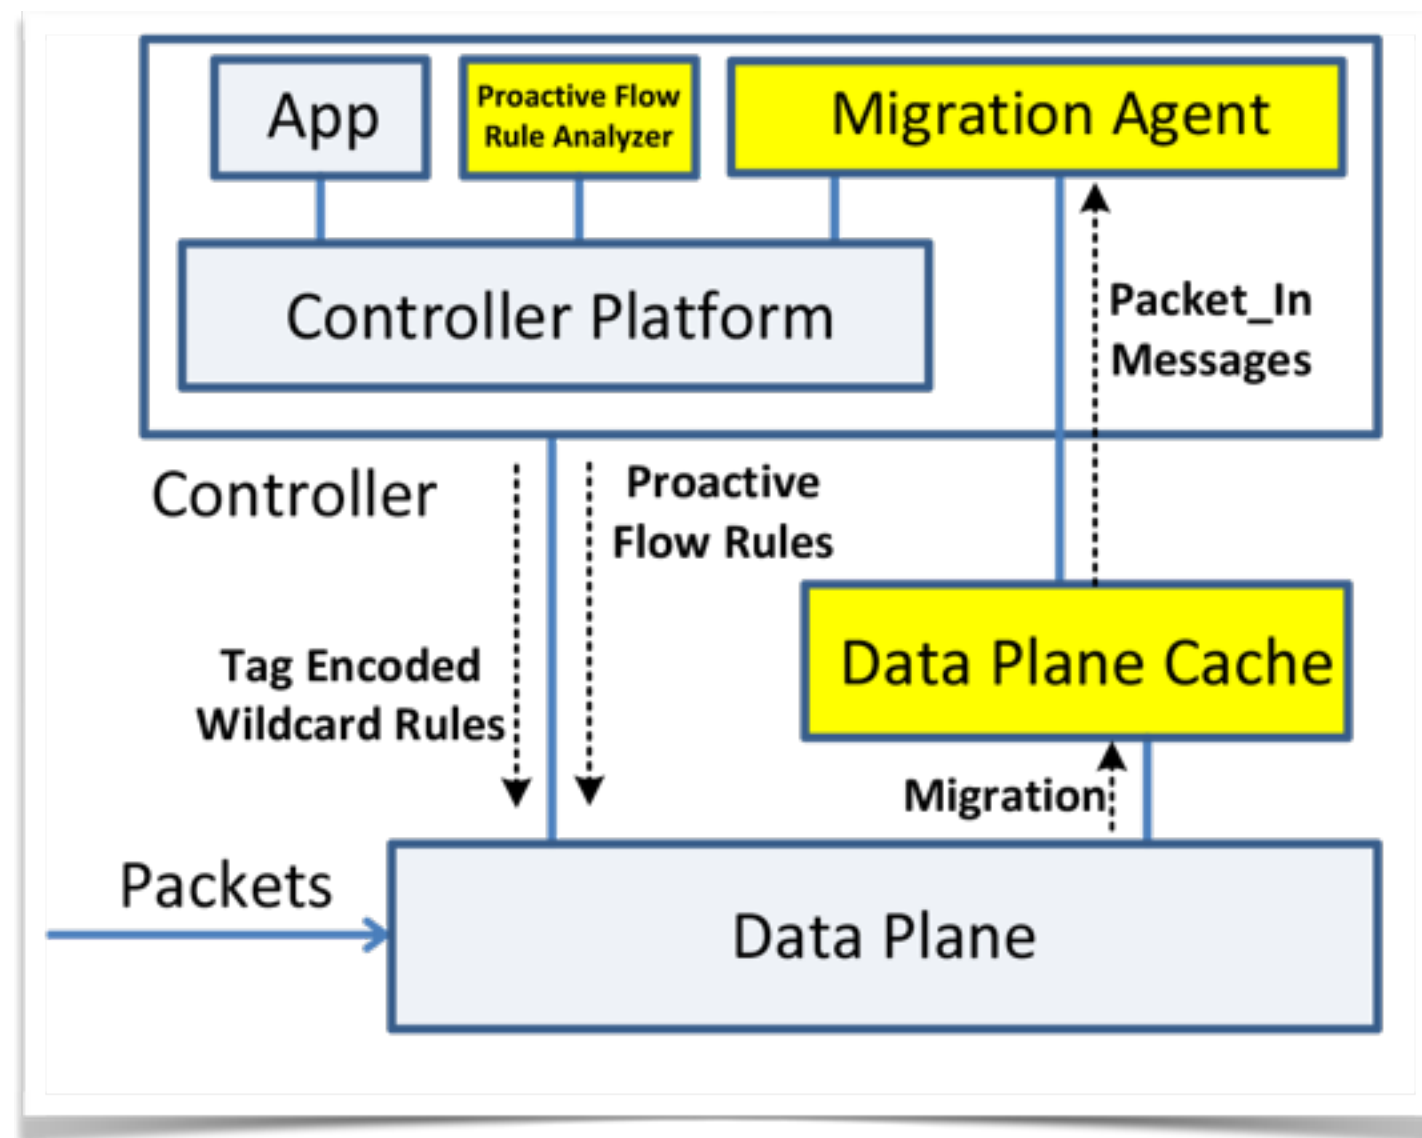 App
Proactive Flow
Rule Analyzer
Migration Agent
Controller Platform
Packet_In
Messages
Controller
Proactive
Flow Rules
Tag Encoded
Wildcard Rules
Data Plane Cache
Migration
Packets
Data Plane